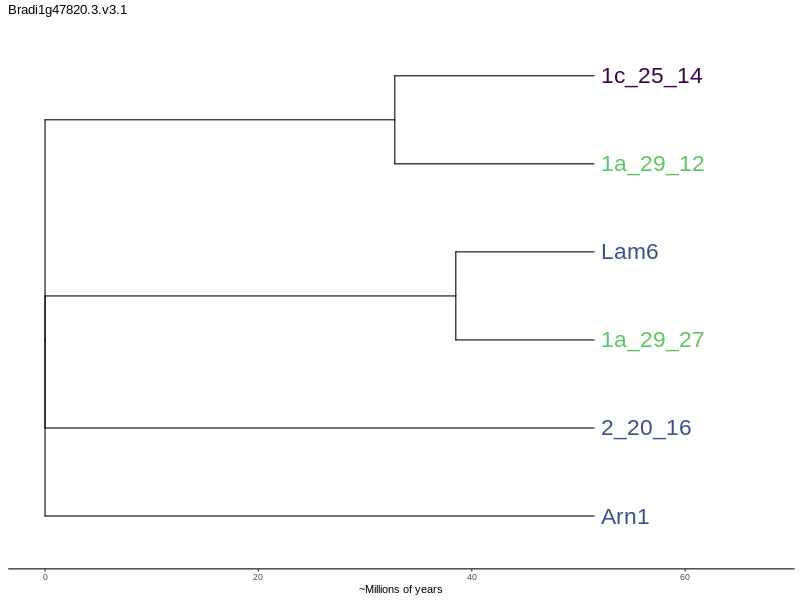 Bradi1g47820.3.v3.1
1c_25_14
1a_29_12
Lam6
1a_29_27
2_20_16
Arn1
0 20 40 60
~Millions of years